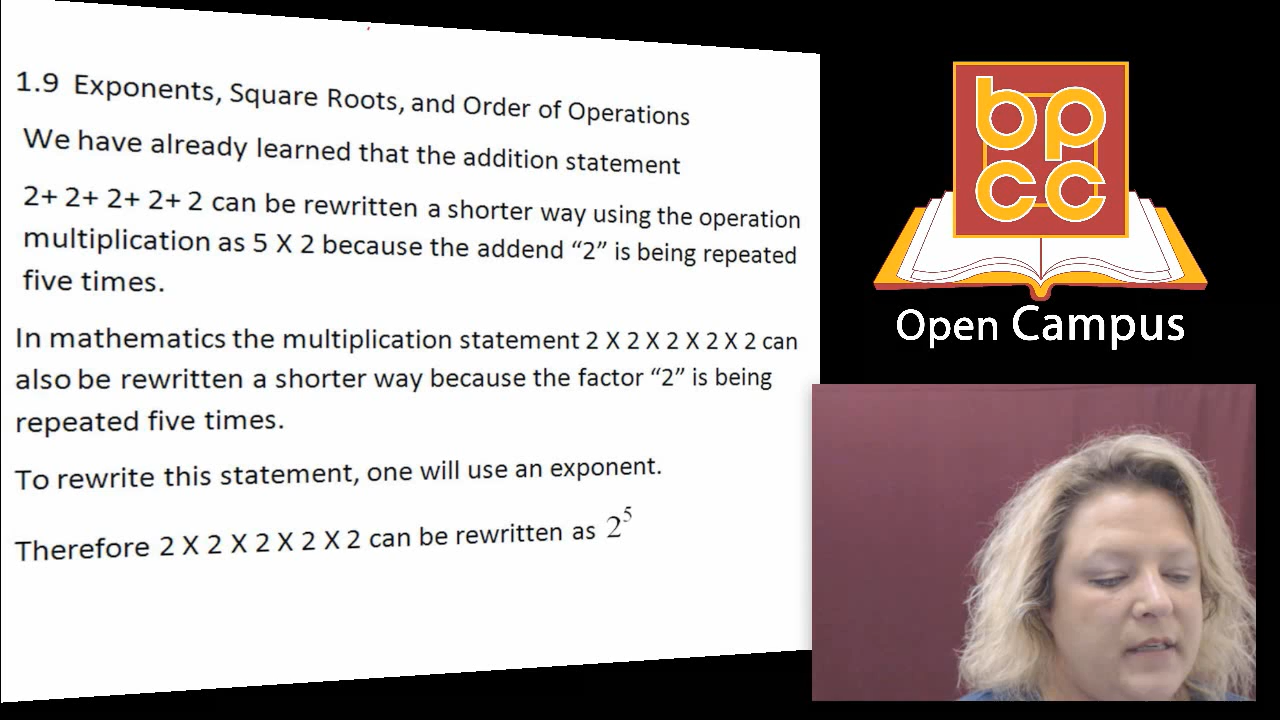 1.9 Exponents, Square Roots, and Order of Operations
We have already learned that the addition statement
2+ 2+ 2+ 2+ 2 can be rewritten a shorter way using the operation
multiplication as 5 X 2 because the addend “2” is being repeated
five times.
In mathematics the multiplication statement 2 X 2 X 2 X 2 X 2 can
also be rewritten a shorter way because the factor “2” is being
repeated five times.
To rewrite this statement, one will use an exponent.
Therefore 2 X 2 X 2 X 2 X 2 can be rewritten as 2⁵
bp
cc
Open Campus